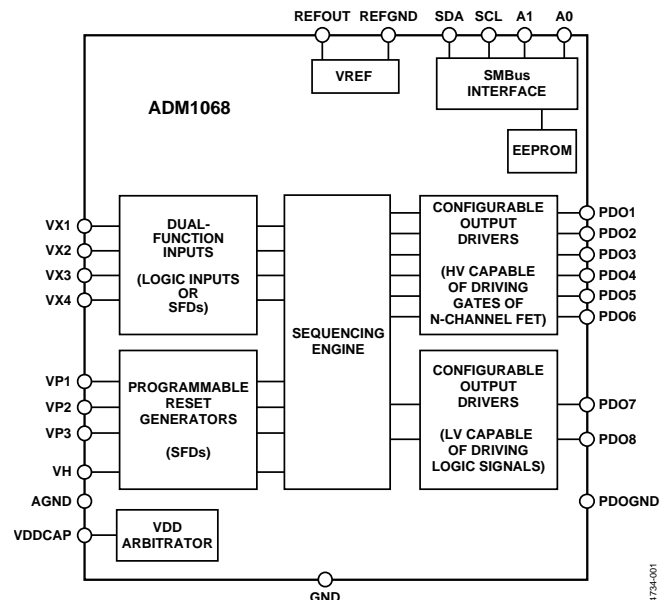 REFOUT REFGND SDA SCL A1 A0
VREF
SMBus
INTERFACE
ADM1068
EEPROM
VX1
VX2
VX3
VX4
DUAL-
FUNCTION
INPUTS
(LOGIC INPUTS
OR
SFDs)
VP1
VP2
VP3
VH
PROGRAMMABLE
RESET
GENERATORS
(SFDs)
AGND
VDDCAP
VDD
ARBITRATOR
SEQUENCING
ENGINE
CONFIGURABLE
OUTPUT
DRIVERS
(HV CAPABLE
OF DRIVING
GATES OF
N-CHANNEL FET)
PDO1
PDO2
PDO3
PDO4
PDO5
PDO6
CONFIGURABLE
OUTPUT
DRIVERS
(LV CAPABLE
OF DRIVING
LOGIC SIGNALS)
PDO7
PDO8
PDOGND
GND
4734-001